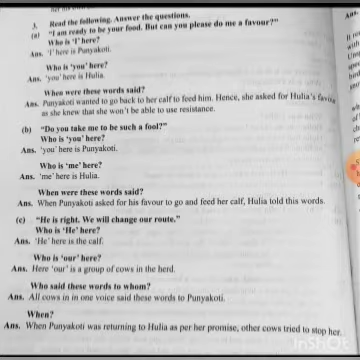 3. Read the following. Answer the questions.
(a) "I am ready to be your food. But can you please do me a favour?"
Who is 'I' here?
Ans. 'I' here is Punyakoti.
Who is 'you' here?
Ans. 'you' here is Hulia.
When were these words said?
Ans. Punyakoti wanted to go back to her calf to feed him. Hence, she asked for Hulia's
as she knew that she won't be able to use resistance.
(b) "Do you take me to be such a fool?"
Who is 'you' here?
Ans. 'you' here is Punyakoti.
Who is 'me' here?
Ans. 'me' here is Hulia.
When were these words said?
Ans. When Punyakoti asked for his favour to go and feed her calf, Hulia told this words.
(c) "He is right. We will change our route."
Who is 'He' here?
Ans. 'He' here is the calf.
Who is 'our' here?
Ans. Here 'our' is a group of cows in the herd.
Who said these words to whom?
Ans. All cows in in one voice said these words to Punyakoti.
When?
Ans. When Punyakoti was returning to Hulia as per her promise, other cows tried to stop her.
InShOt